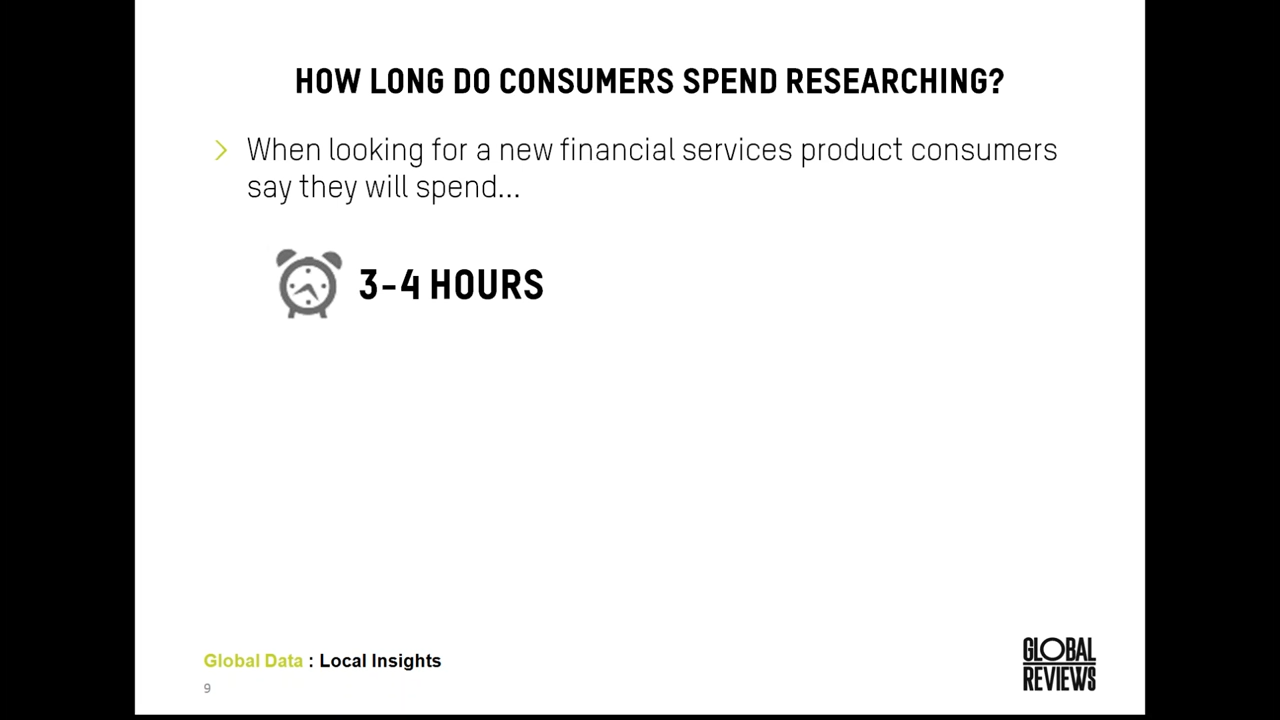 HOW LONG DO CONSUMERS SPEND RESEARCHING?
When looking for a new financial services product consumers
say they will spend...
3-4 HOURS
Global Data : Local Insights
9
GLOBAL
REVIEWS